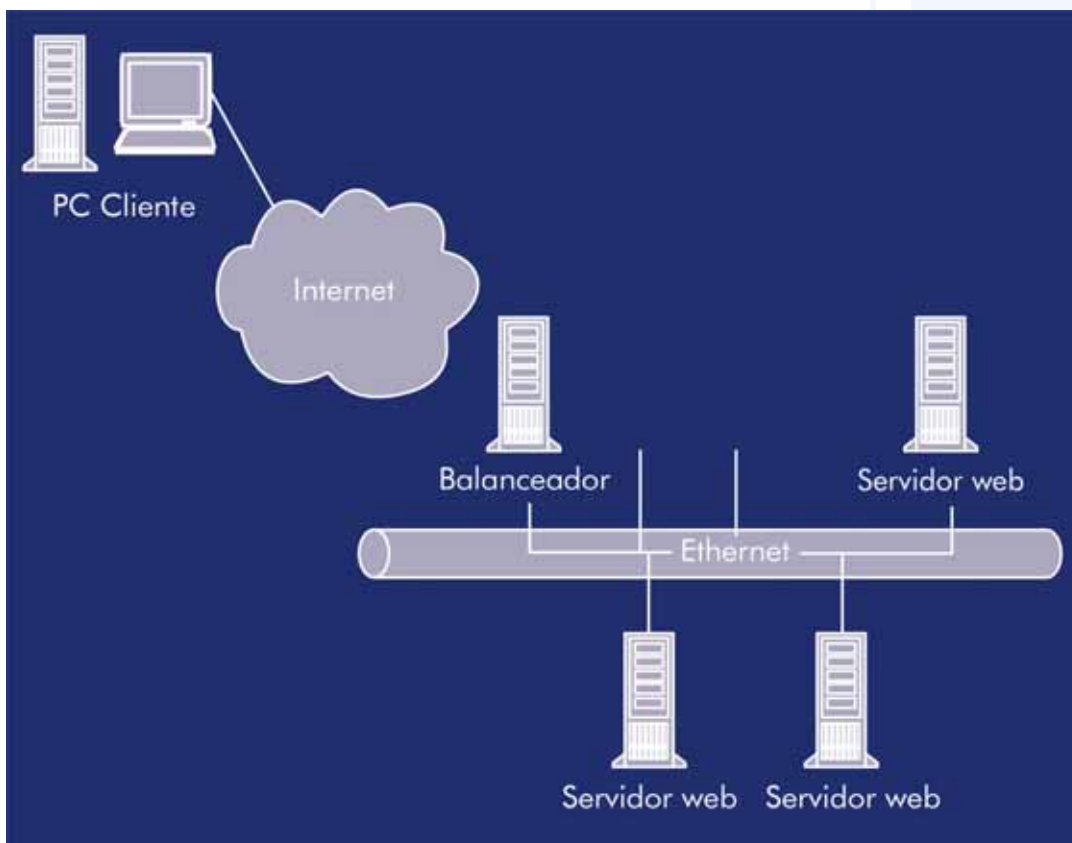 PC Cliente
Internet
Balanceador
Servidor web
Ethernet
Servidor web
Servidor web